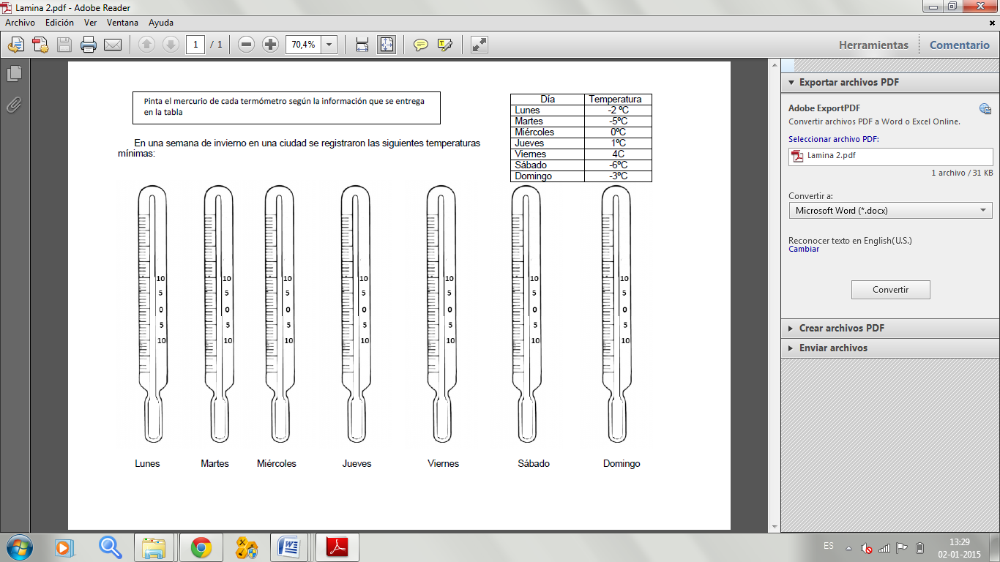 Lamina 2.pdf - Adobe Reader
Archivo Edición Ver Ventana Ayuda
1 / 1 70,4% Herramientas Comentario
Pinta el mercurio de cada termómetro según la información que se entrega
en la tabla
En una semana de invierno en una ciudad se registraron las siguientes temperaturas
mínimas:
Día Temperatura
Lunes -2 ºC
Martes -5ºC
Miércoles 0ºC
Jueves 1ºC
Viernes 4C
Sábado -6ºC
Domingo -3ºC
10 10 10 10 10 10 10
5 5 5 5 5 5 5
0 0 0 0 0 0 0
5 5 5 5 5 5 5
10 10 10 10 10 10 10
Lunes Martes Miércoles Jueves Viernes Sábado Domingo
Exportar archivos PDF
Adobe ExportPDF
Convertir archivos PDF a Word o Excel Online.
Seleccionar archivo PDF:
Lamina 2.pdf
1 archivo / 31 KB
Convertir a:
Microsoft Word (*.docx)
Reconocer texto en English(U.S.)
Cambiar
Convertir
Crear archivos PDF
Enviar archivos
ES 13:29
02-01-2015